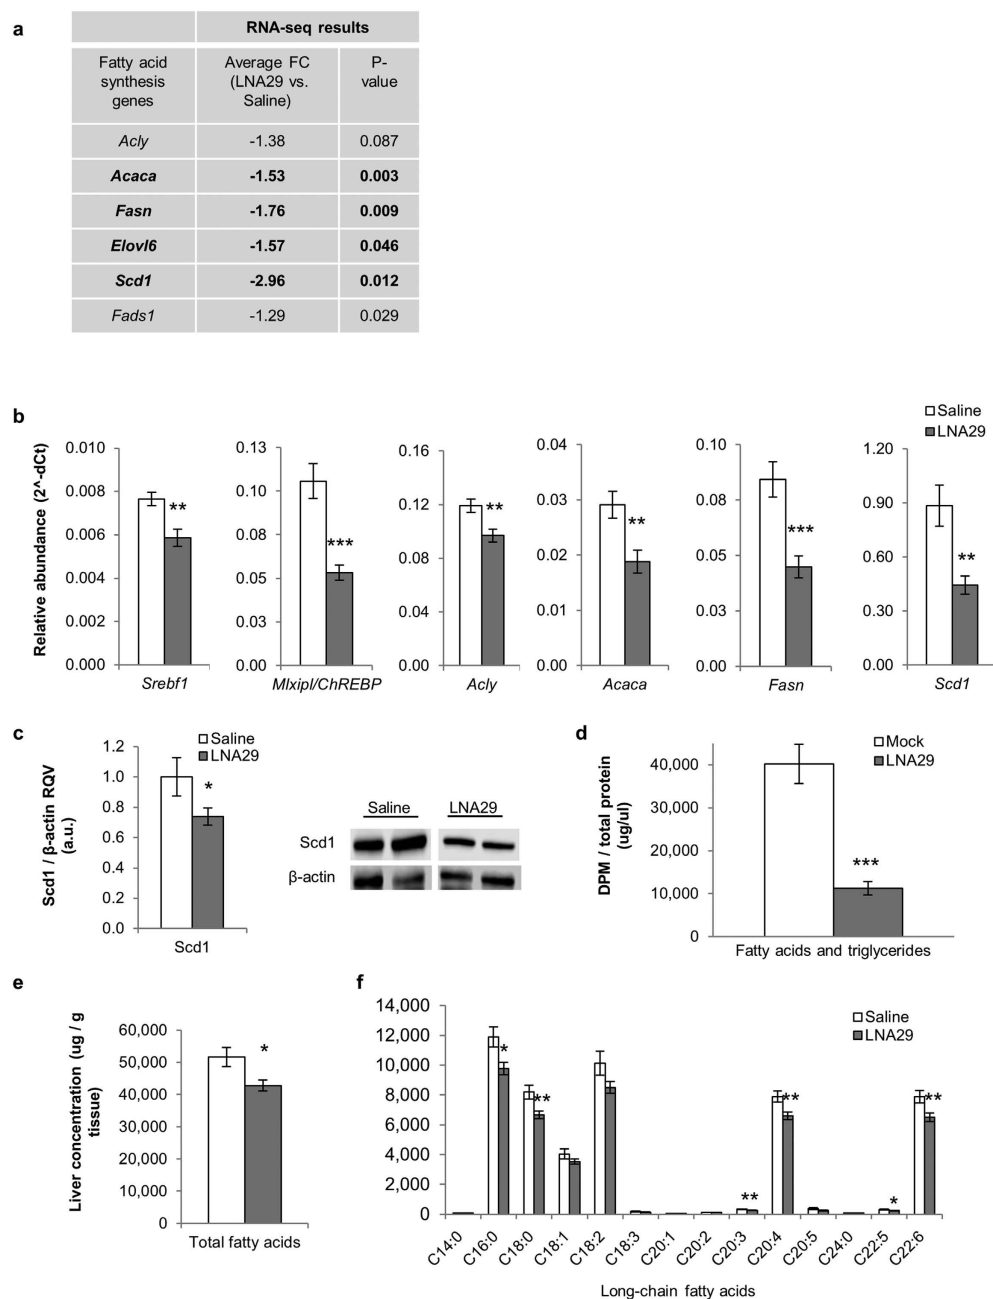 a
RNA-seq results
Fatty acid synthesis genes
Average FC (LNA29 vs. Saline)
P-value
Acly -1.38 0.087
Acaca -1.53 0.003
Fasn -1.76 0.009
Elovl6 -1.57 0.046
Scd1 -2.96 0.012
Fads1 -1.29 0.029
b
Saline
LNA29
Relative abundance (2^-dCt)
0.010
0.008
0.006
0.004
0.002
0.000
**
Srebf1
0.13
0.10
0.08
0.05
0.03
0.00
***
Mlxipl/ChREBP
0.16
0.12
0.08
0.04
0.00
**
Acly
0.04
0.03
0.02
0.01
0.00
**
Acaca
0.10
0.08
0.05
0.03
0.00
***
Fasn
1.20
0.90
0.60
0.30
0.00
**
Scd1
c
Scd1 / β-actin RQV
(a.u.)
1.2
1.0
0.8
0.6
0.4
0.2
0.0
Saline
LNA29
*
Scd1
Saline LNA29
Scd1
β-actin
d
DPM / total protein
(ug/ul)
40,000
30,000
20,000
10,000
0
Mock
LNA29
***
Fatty acids and triglycerides
e
Liver concentration (ug / g
tissue)
60,000
50,000
40,000
30,000
20,000
10,000
0
*
Total fatty acids
f
14,000
12,000
10,000
8,000
6,000
4,000
2,000
0
Saline
LNA29
* ** ** ** * **
C14:0 C16:0 C18:0 C18:1 C18:2 C18:3 C20:1 C20:2 C20:3 C20:4 C20:5 C24:0 C22:5 C22:6
Long-chain fatty acids